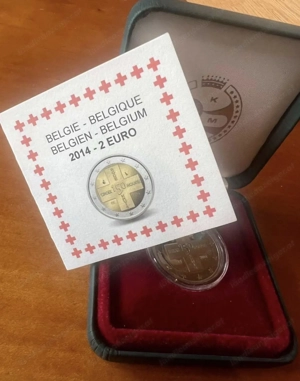 BELGIE - BELGIQUE
BELGIEN - BELGIUM
2014 - 2 EURO
K
M